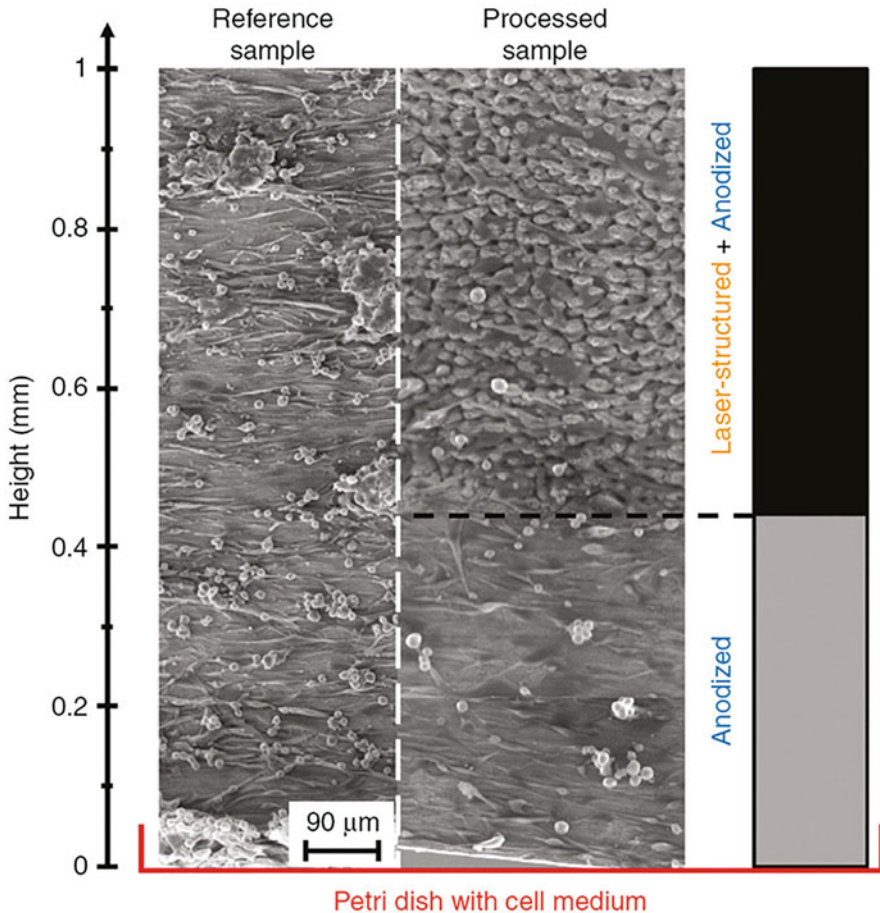 Reference
sample
Processed
sample
1
0.8
0.6
0.4
0.2
0
Height (mm)
90 μm
Laser-structured + Anodized
Anodized
Petri dish with cell medium